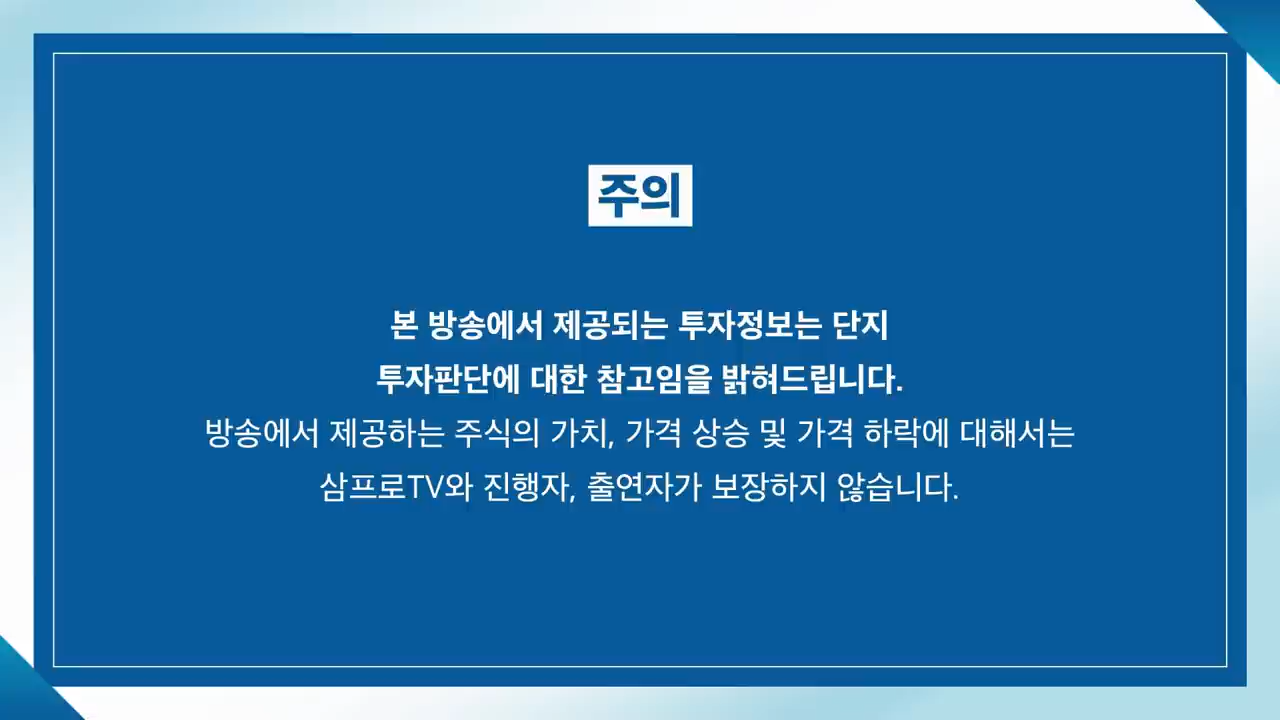 주의
본 방송에서 제공되는 투자정보는 단지
투자판단에 대한 참고임을 밝혀드립니다.
방송에서 제공하는 주식의 가치, 가격 상승 및 가격 하락에 대해서는
삼프로TV와 진행자, 출연자가 보장하지 않습니다.